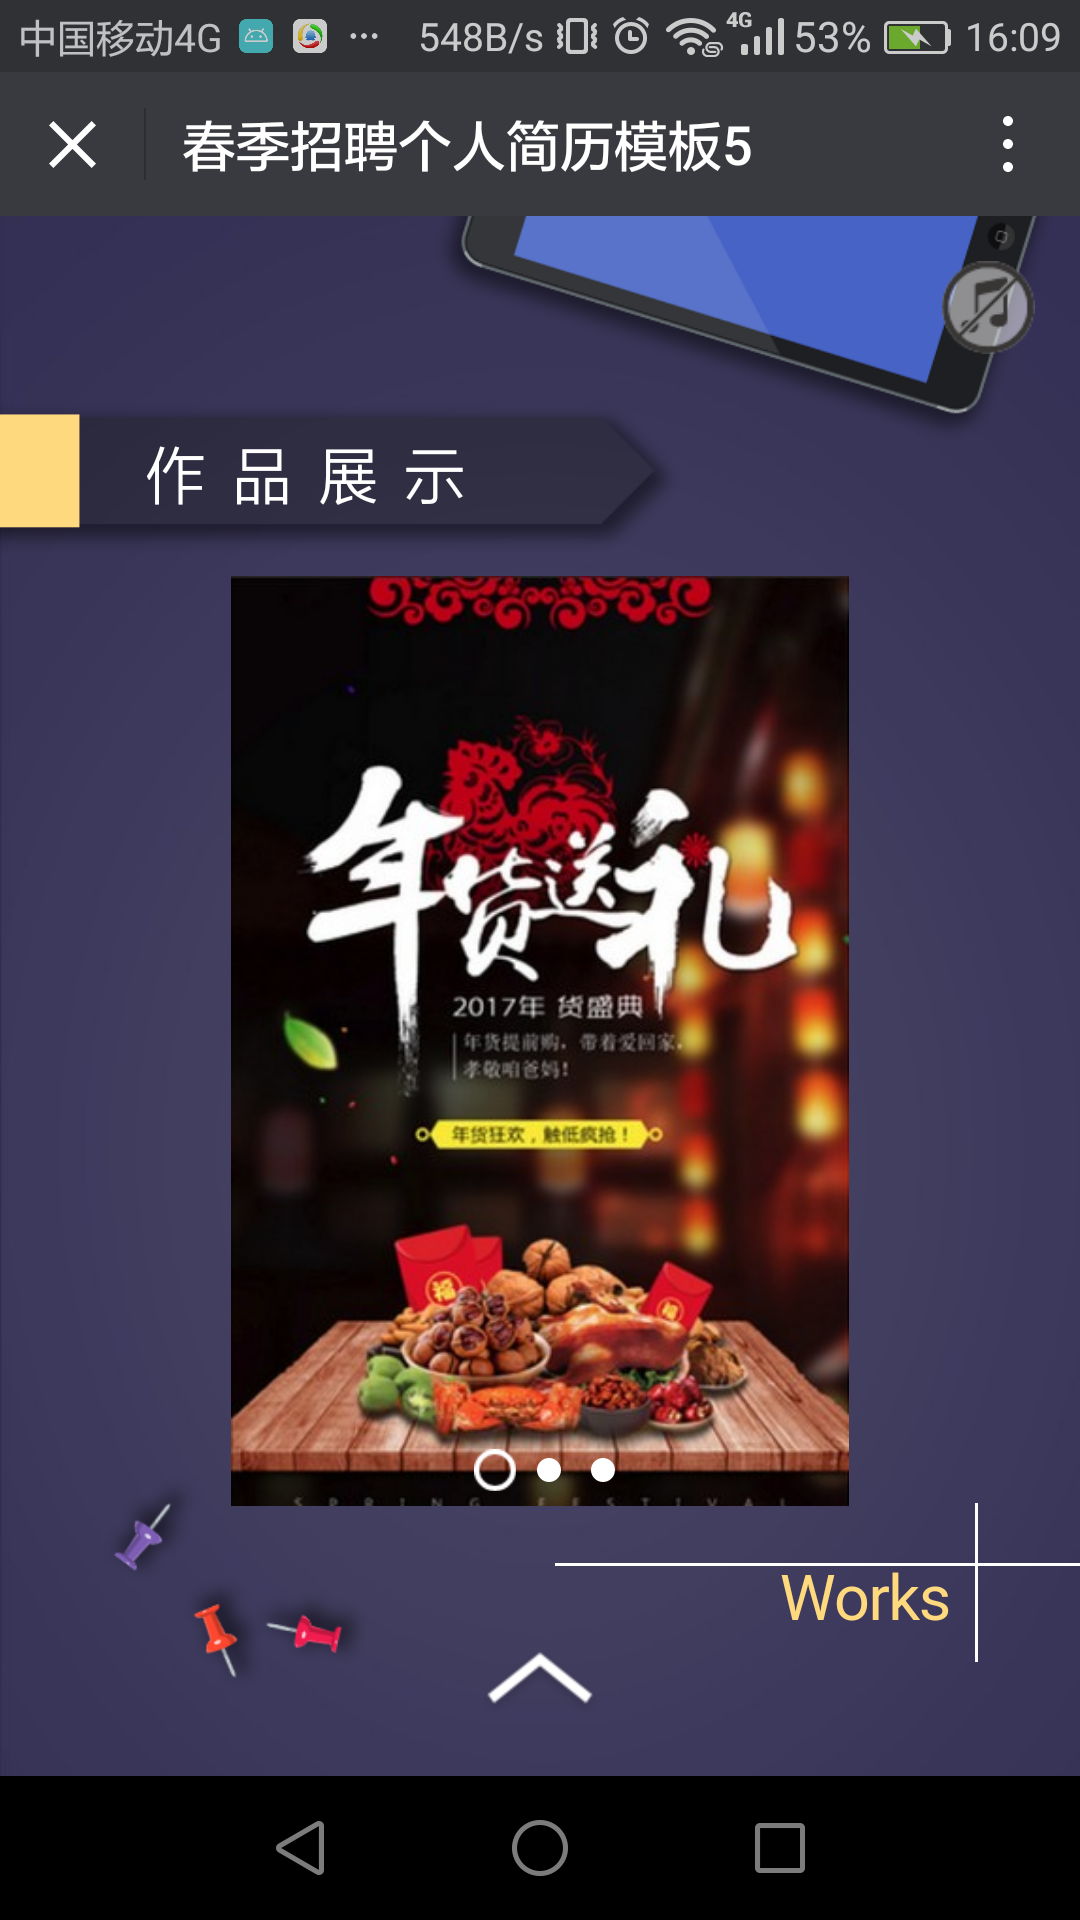 中国移动4G ··· 548B/s 4G 53% 16:09
春季招聘个人简历模板5
作品展示
年货送礼
2017年 货盛典
年货提前购，带着爱回家，
孝敬咱爸妈！
年货狂欢，触低疯抢！
福
福
SPRING FESTIVAL
Works